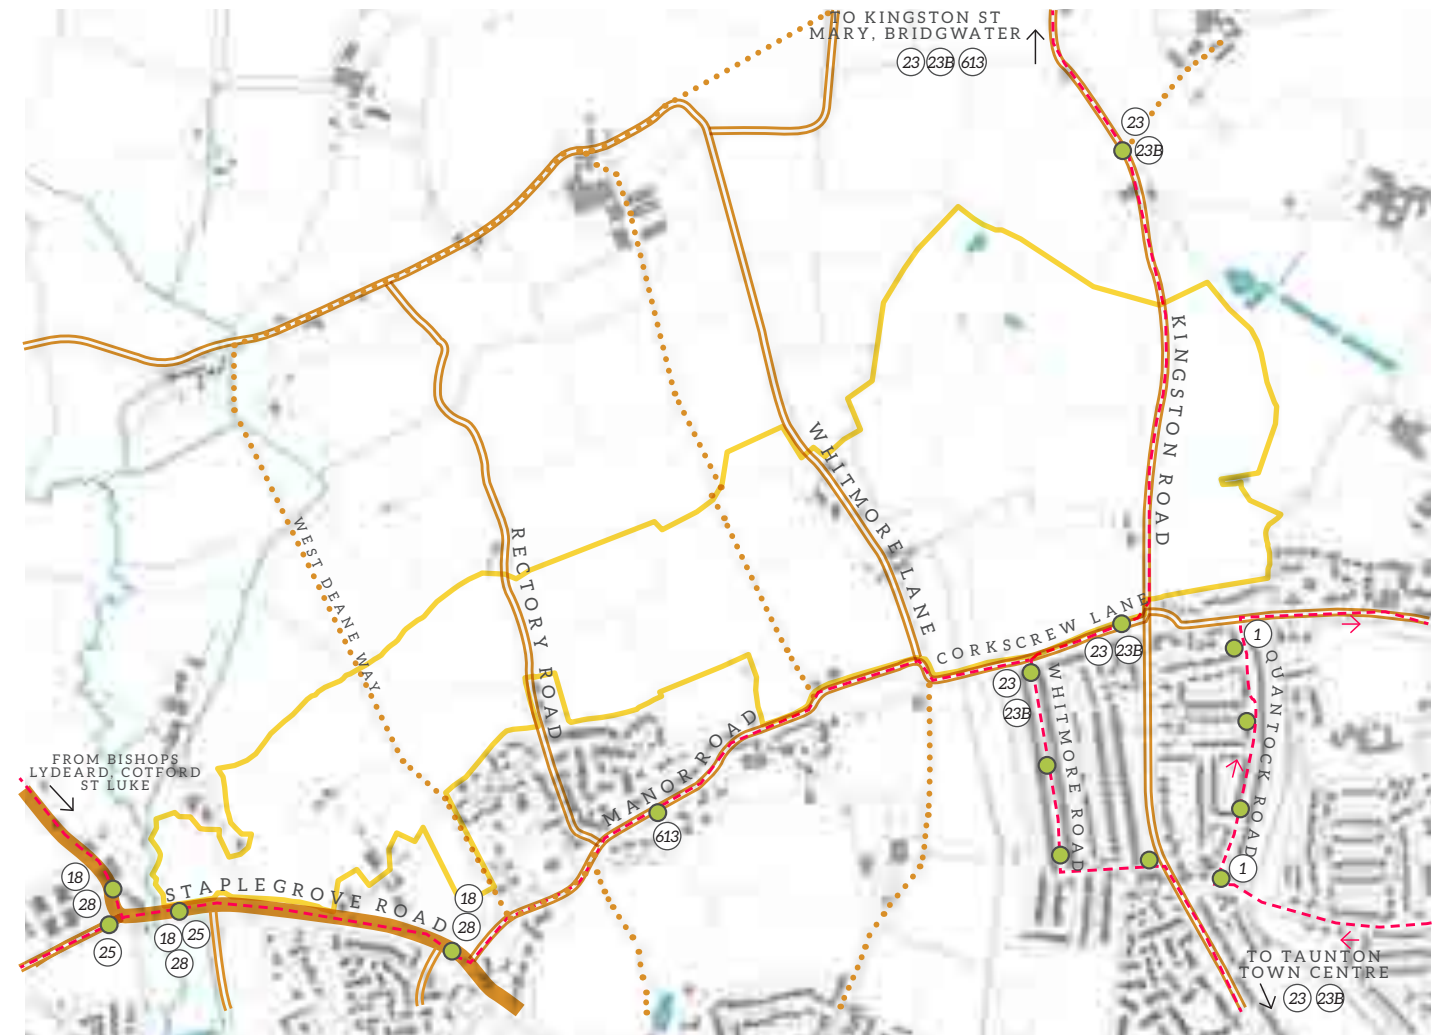 TO KINGSTON ST
MARY, BRIDGWATER
23 23B 613
23
23B
KINGSTON ROAD
WHITMORE LANE
WEST DEANE WAY
RECTORY ROAD
CORKSCREW LANE
23 23B
1
23
23B
WHITMORE ROAD
QUANTOCK ROAD
MANOR ROAD
613
FROM BISHOPS
LYDEARD, COTFORD
ST LUKE
18
28
STAPLEGROVE ROAD
18
28
18 25
28
25
1
TO TAUNTON
TOWN CENTRE
23 23B